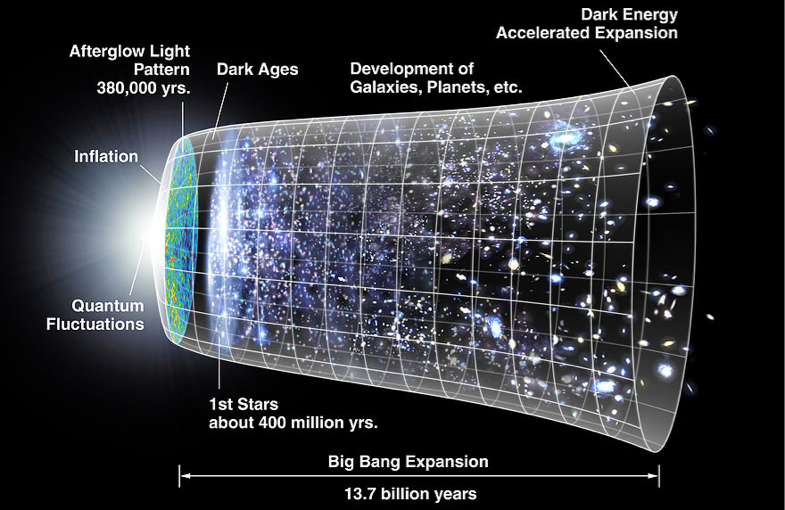 Dark Energy
Accelerated Expansion
Afterglow Light
Pattern
380,000 yrs.
Dark Ages
Development of
Galaxies, Planets, etc.
Inflation
Quantum
Fluctuations
1st Stars
about 400 million yrs.
Big Bang Expansion
13.7 billion years